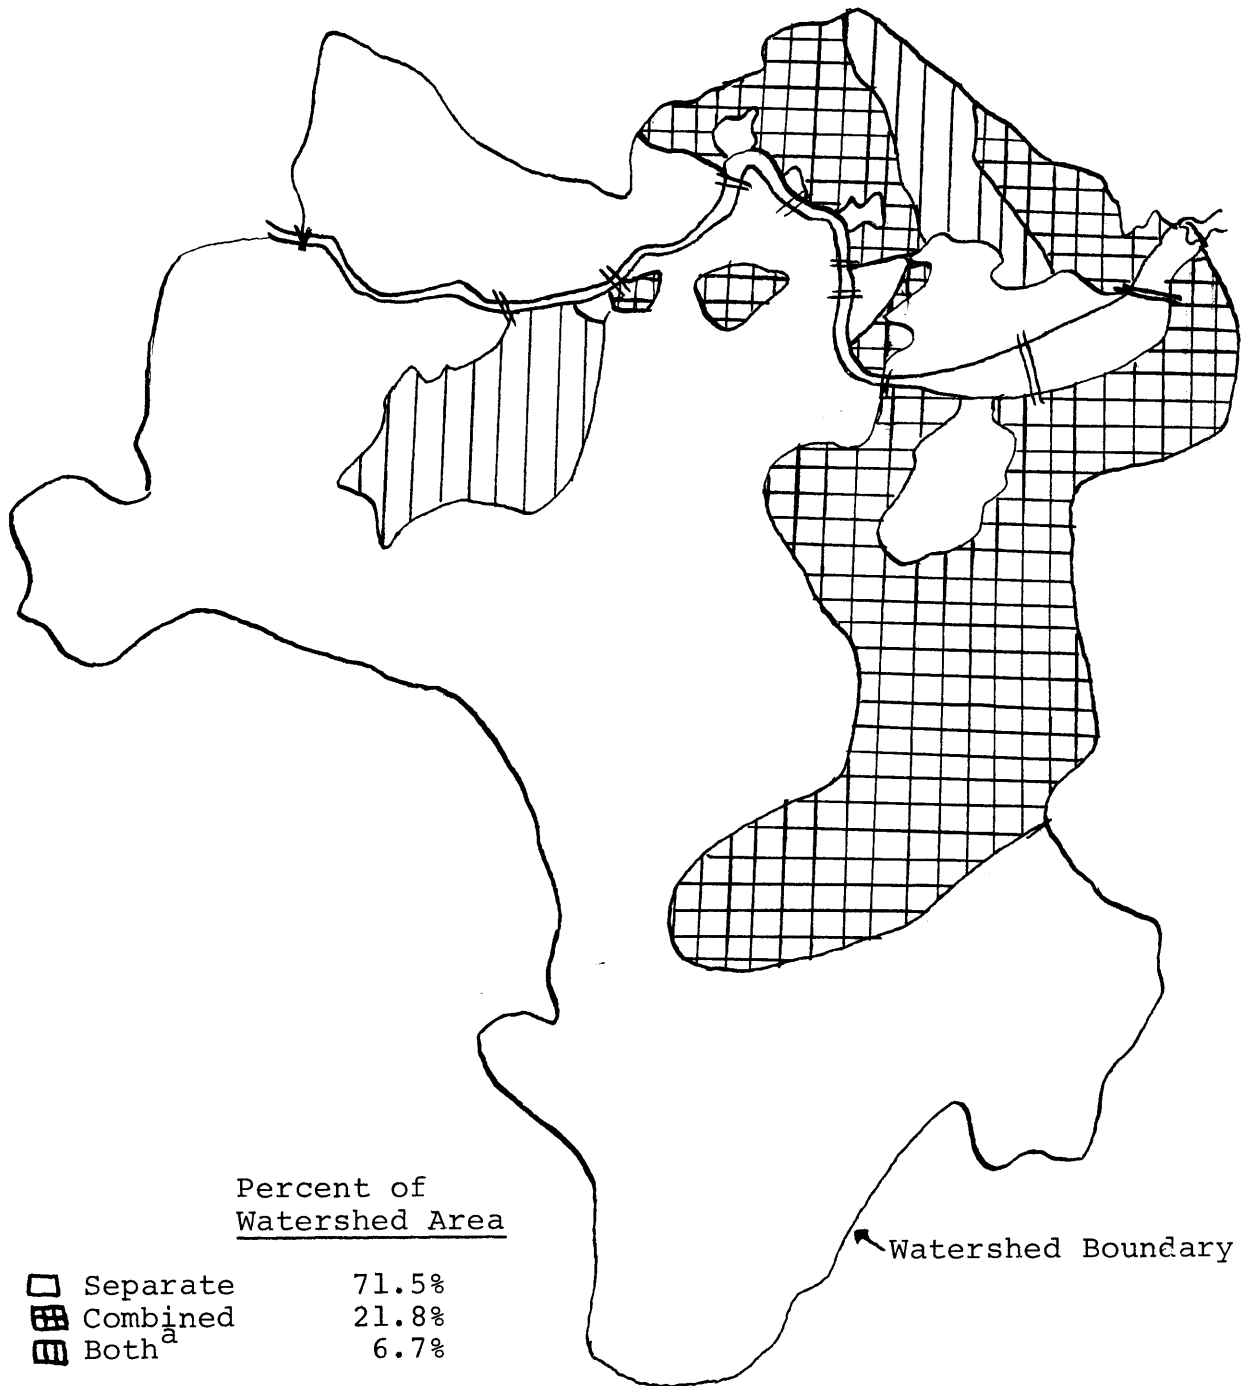 Percent of
Watershed Area
Watershed Boundary
Separate 71.5%
Combined 21.8%
Both a 6.7%